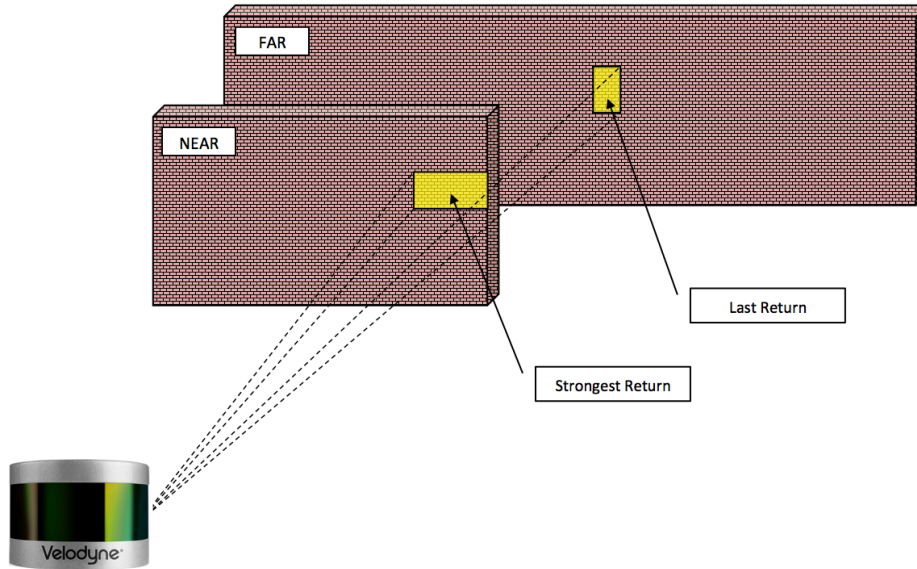 FAR
NEAR
Last Return
Strongest Return
Velodyne